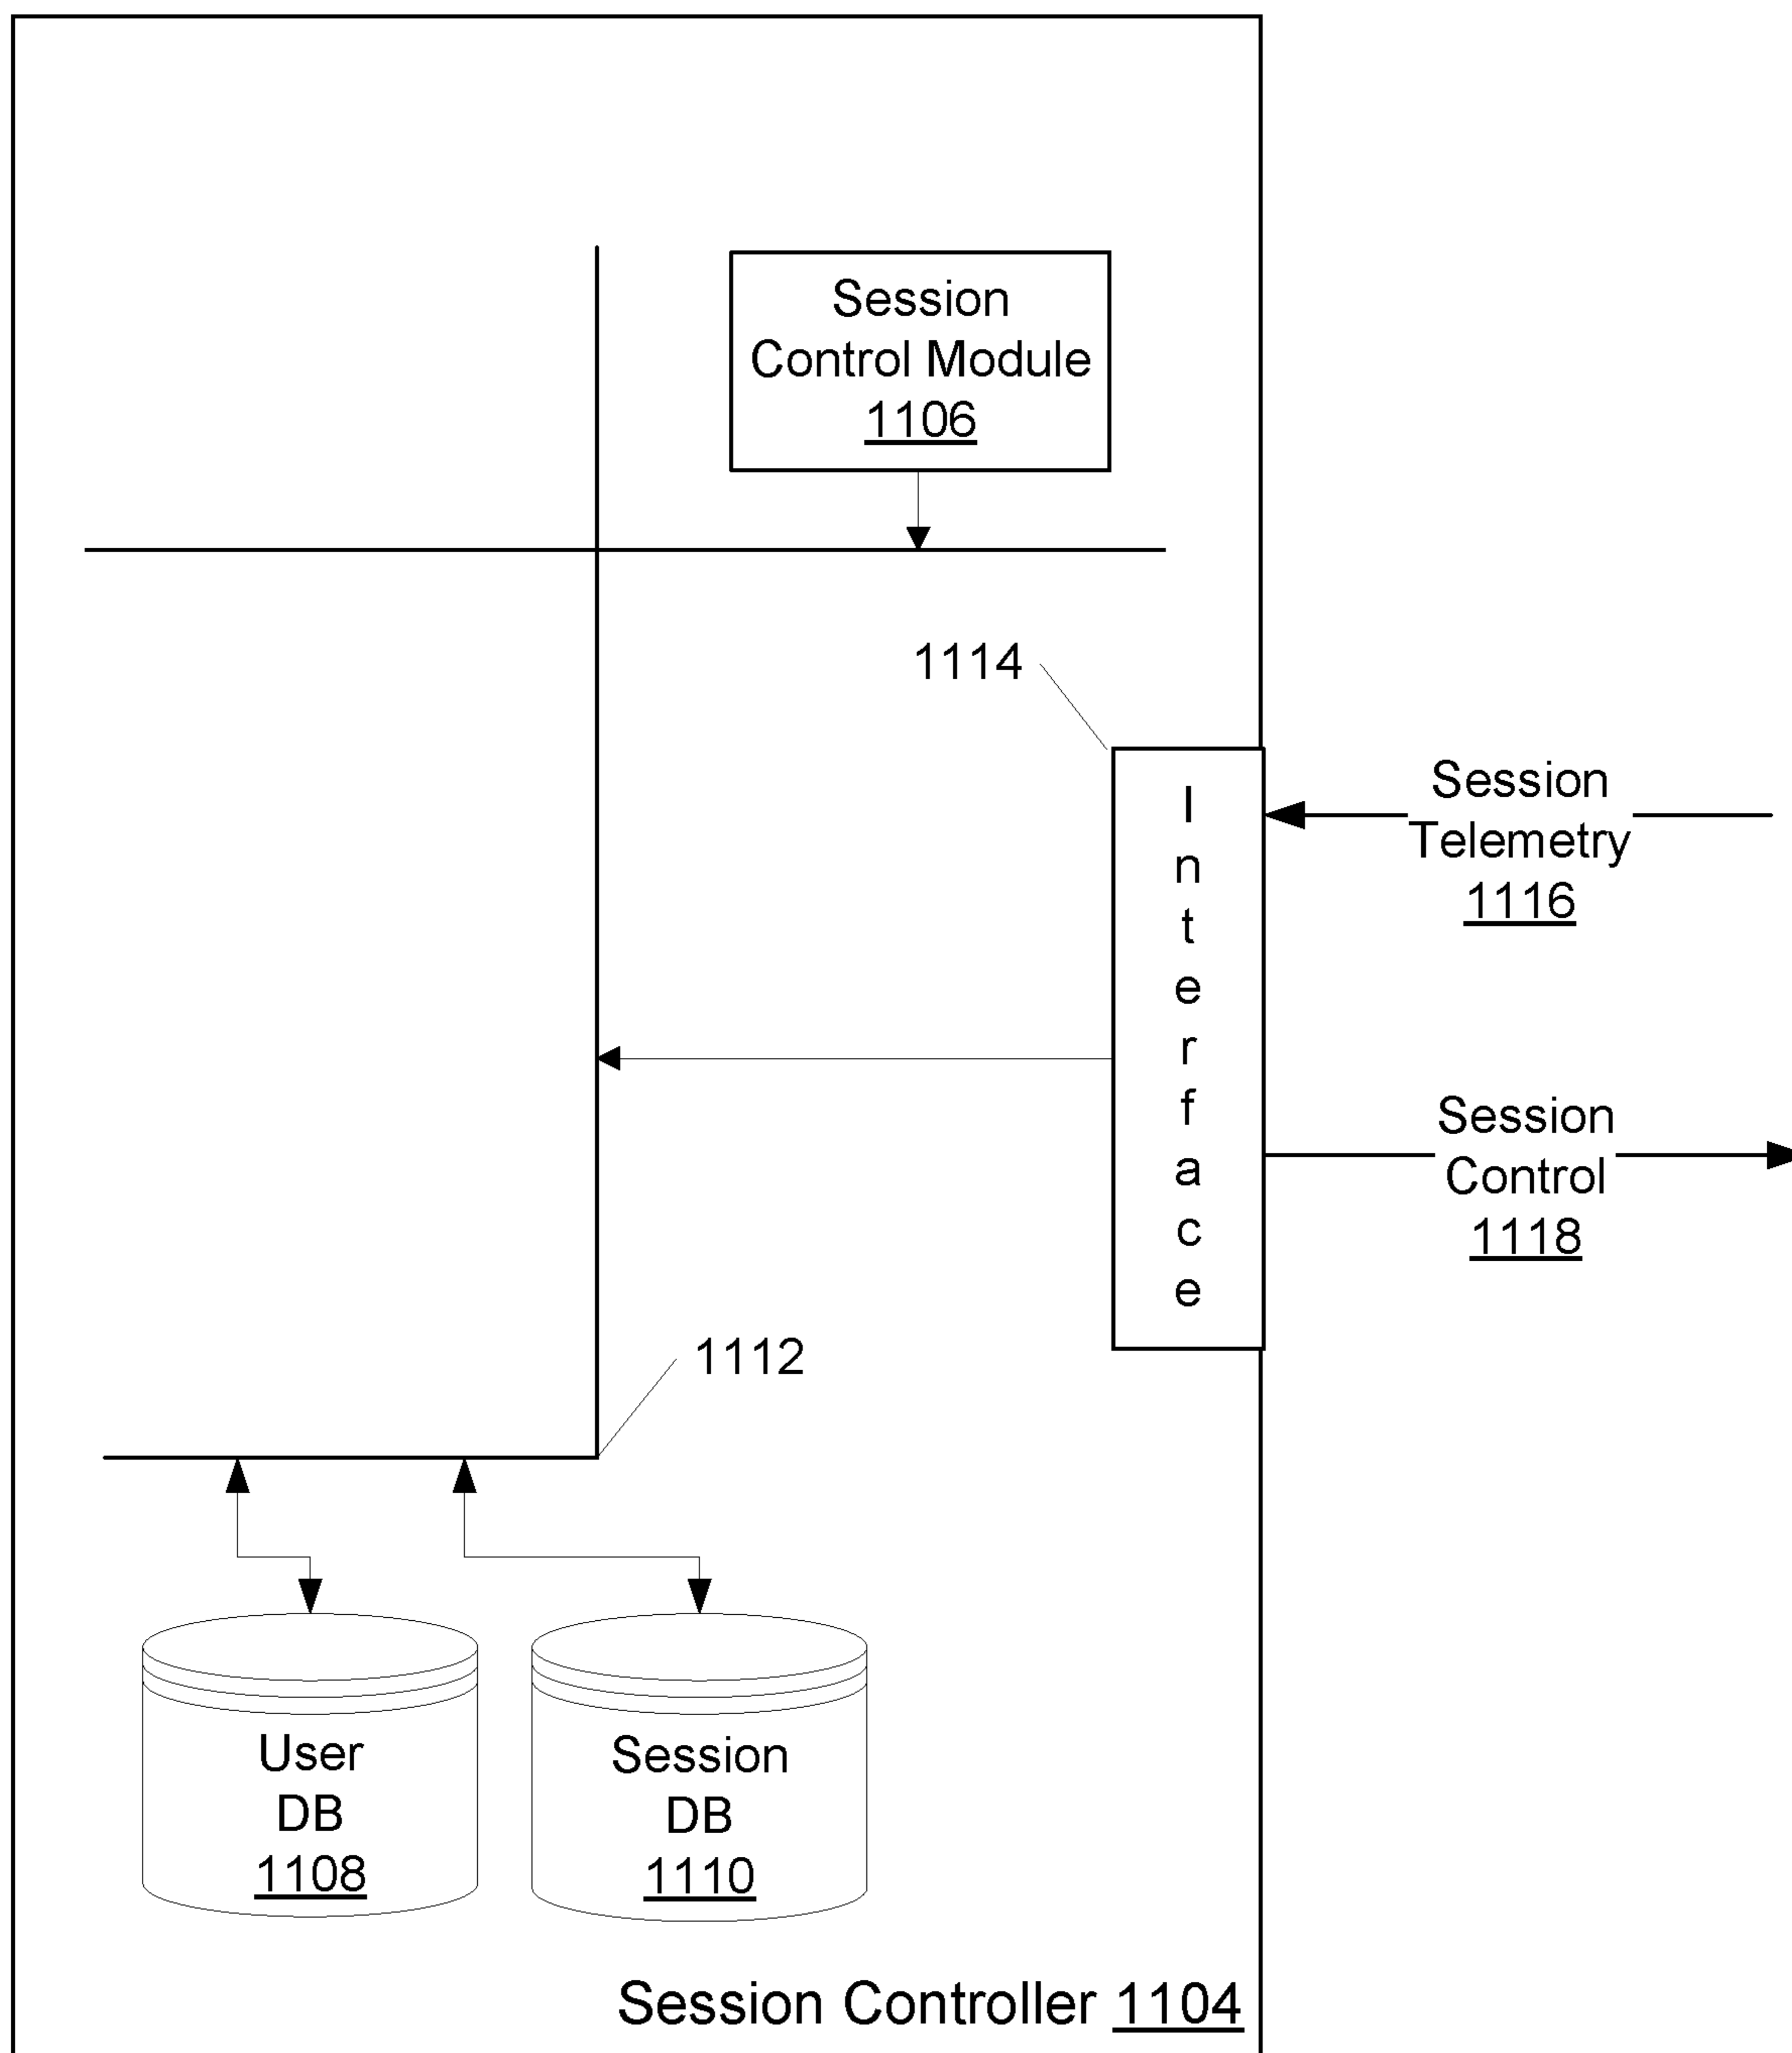 Session
Control Module
1106
1114
Interface
Session
Telemetry
1116
Session
Control
1118
1112
User
DB
1108
Session
DB
1110
Session Controller 1104